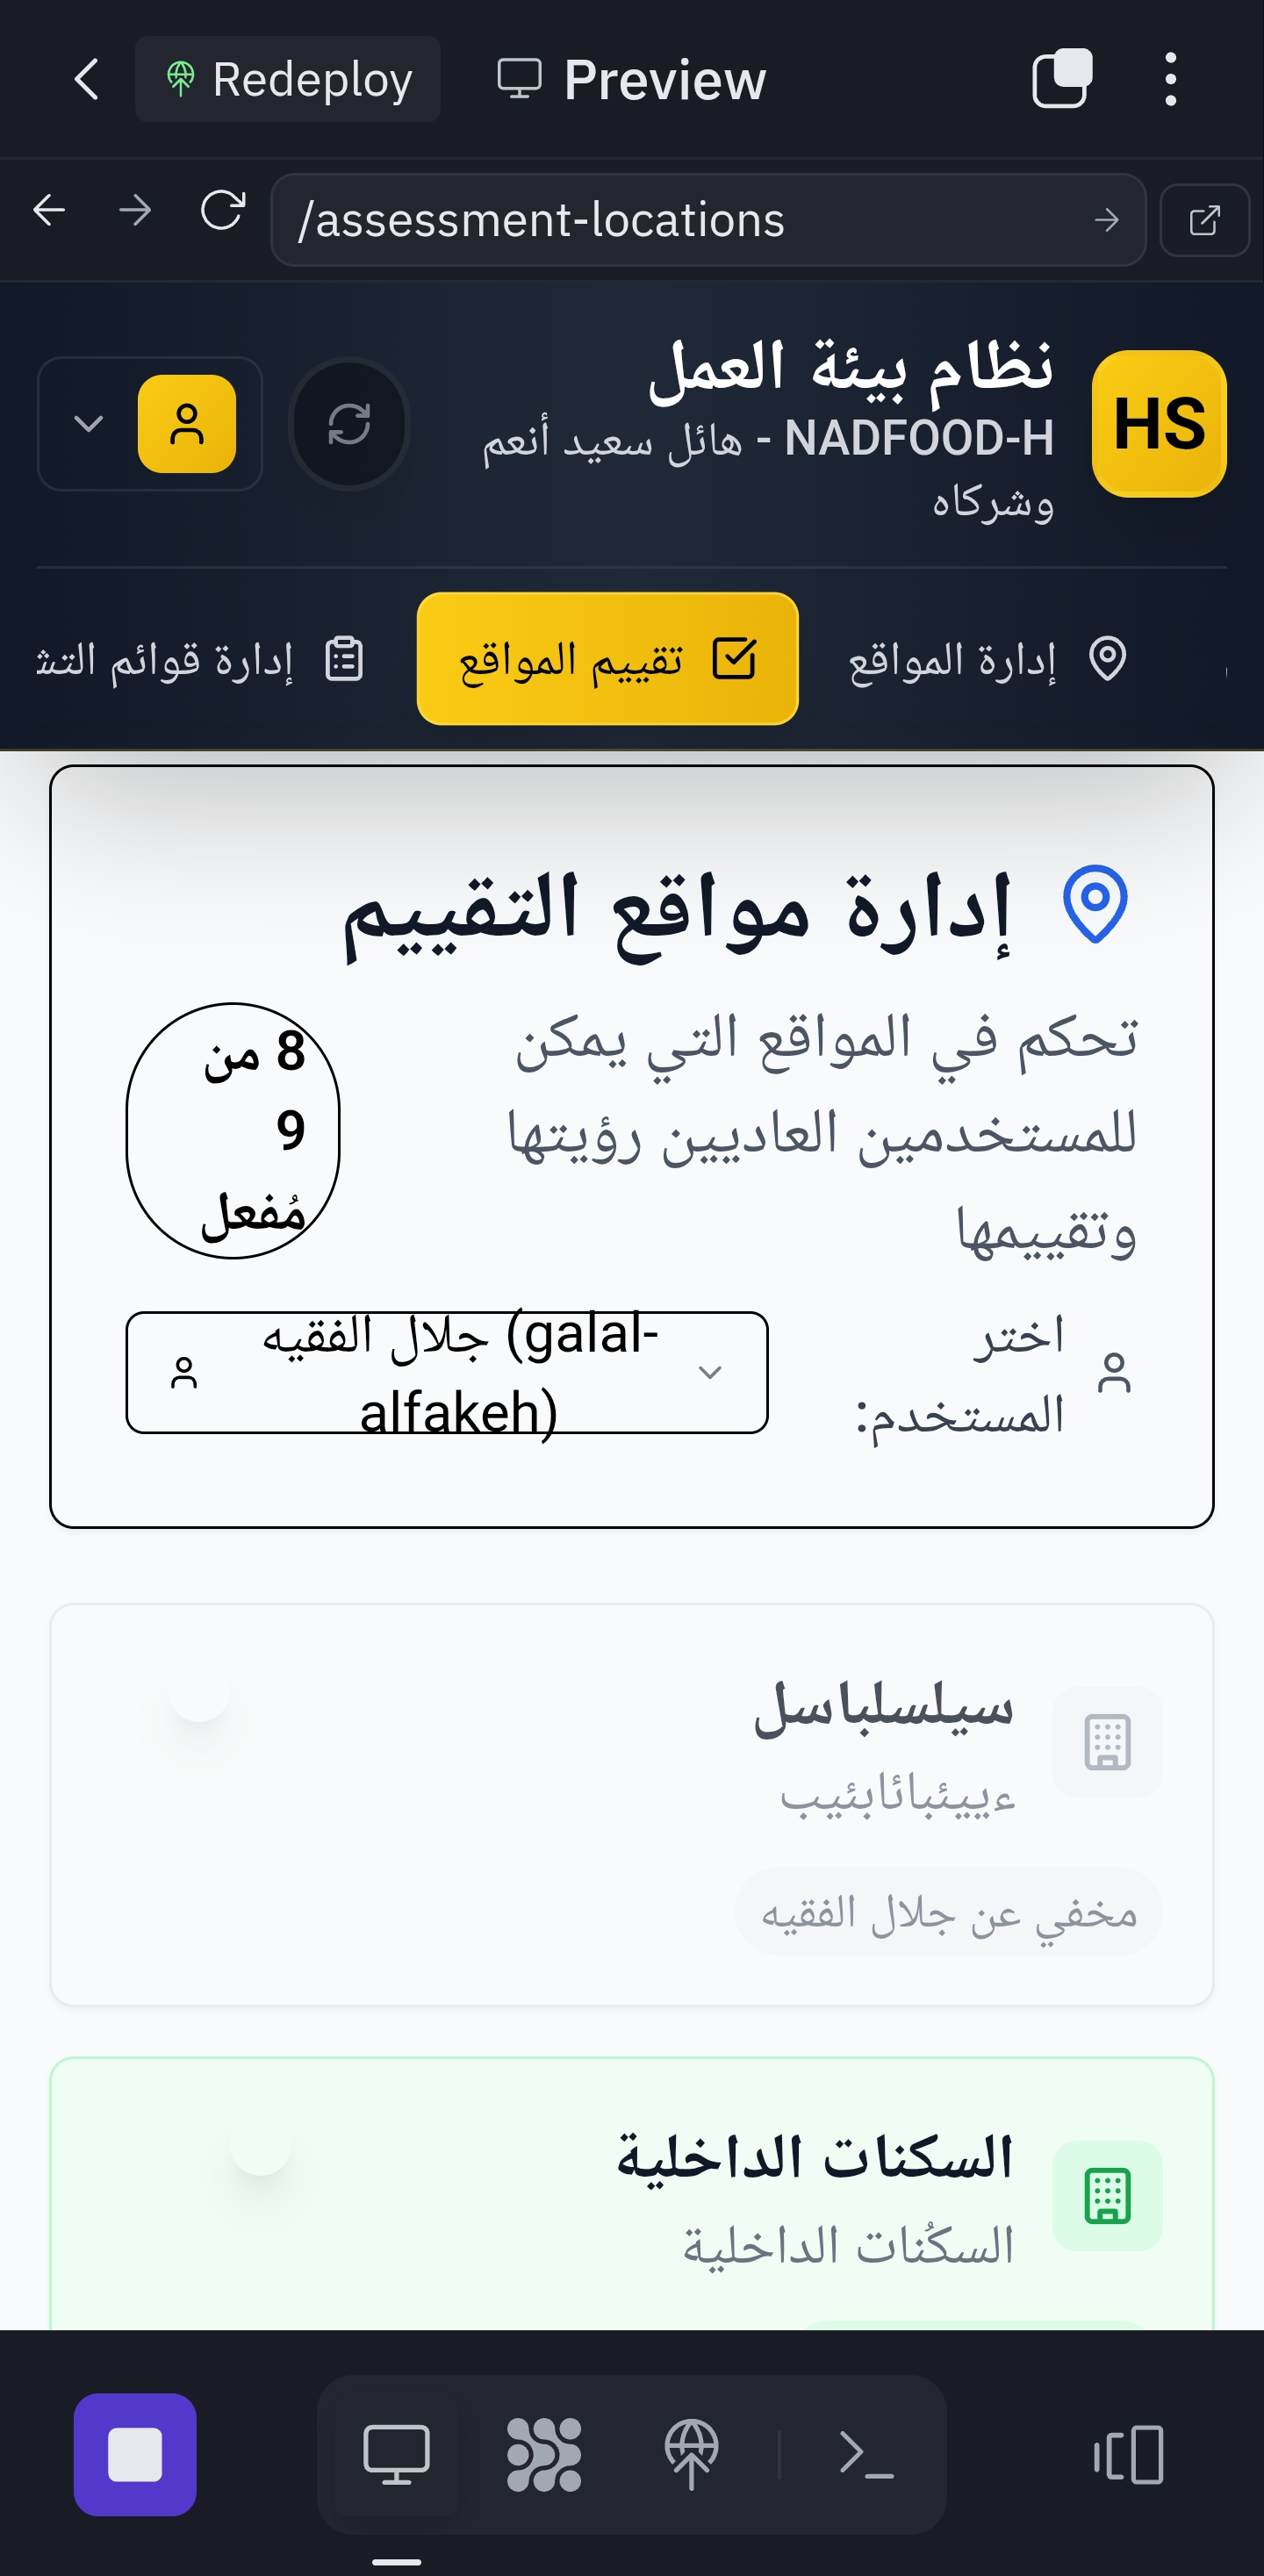 Redeploy
Preview
/assessment-locations
HS
نظام بيئة العمل
NADFOOD-H - هائل سعيد أنعم
وشركاه
إدارة المواقع
تقييم المواقع
إدارة قوائم التش
إدارة مواقع التقييم
تحكم في المواقع التي يمكن
للمستخدمين العاديين رؤيتها
وتقييمها
8 من
9
مُفعل
اختر
المستخدم:
جلال الفقيه (galal-
alfakeh)
سيلسلباسل
ءييئبائابئيب
مخفي عن جلال الفقيه
السكنات الداخلية
السكُنات الداخلية